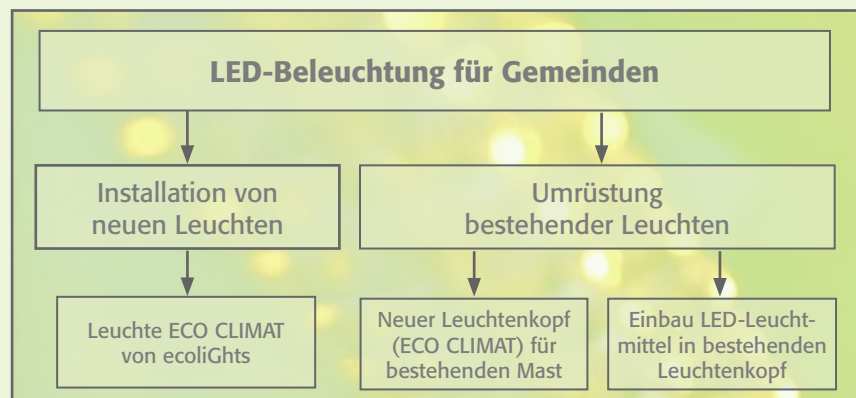 LED-Beleuchtung für Gemeinden
Installation von
neuen Leuchten
Umrüstung
bestehender Leuchten
Leuchte ECO CLIMAT
von ecoliGhts
Neuer Leuchtenkopf
(ECO CLIMAT) für
bestehenden Mast
Einbau LED-Leucht-
mittel in bestehenden
Leuchtenkopf